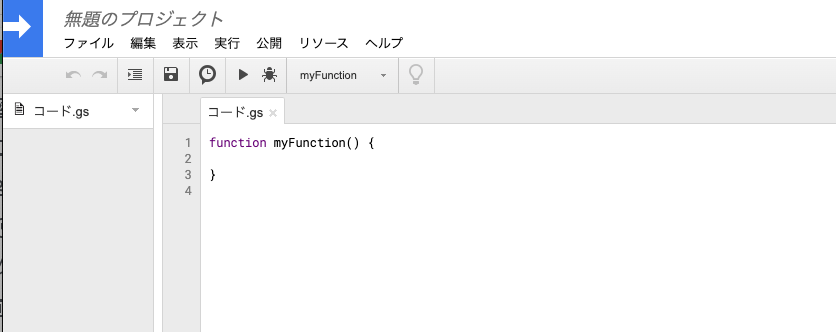 無題のプロジェクト
ファイル 編集 表示 実行 公開 リソース ヘルプ
myFunction
コード.gs
コード.gs
1 function myFunction() {
2
3 }
4